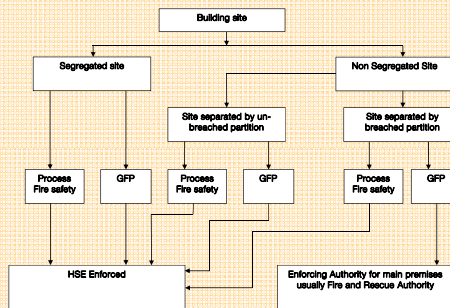 Building site
Segregated site
Non Segregated Site
Site separated by un-
breached partition
Site separated by
breached partition
Process
Fire safety
GFP
Process
Fire safety
GFP
Process
Fire safety
GFP
HSE Enforced
Enforcing Authority for main premises
usually Fire and Rescue Authority